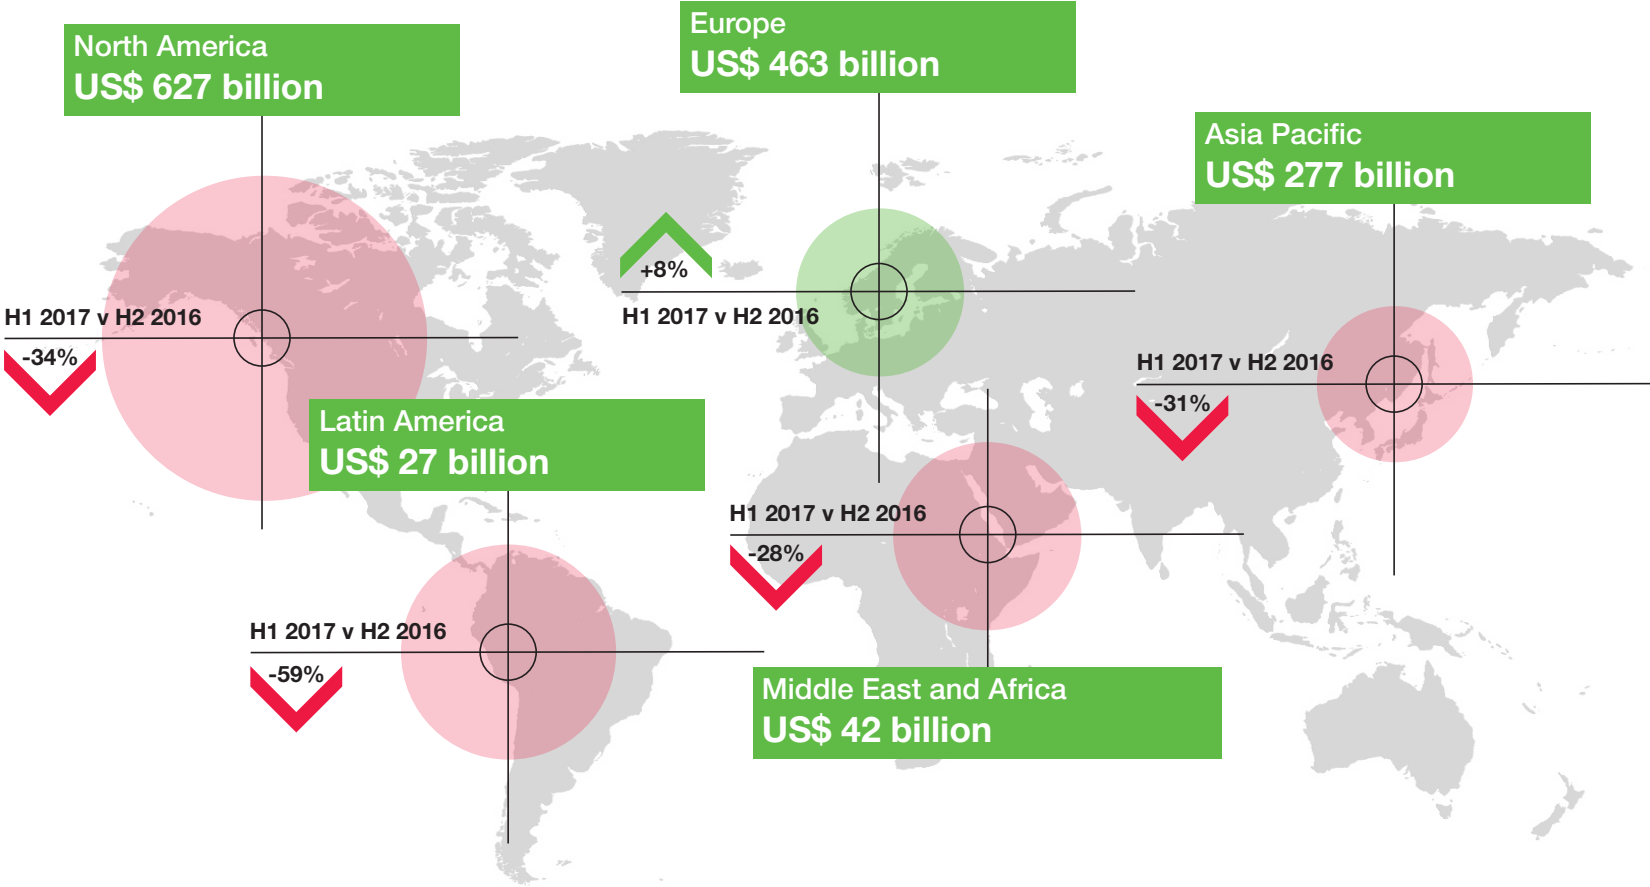 North America
US$ 627 billion
H1 2017 v H2 2016
-34%
Europe
US$ 463 billion
+8%
H1 2017 v H2 2016
Asia Pacific
US$ 277 billion
H1 2017 v H2 2016
-31%
Latin America
US$ 27 billion
H1 2017 v H2 2016
-59%
H1 2017 v H2 2016
-28%
Middle East and Africa
US$ 42 billion